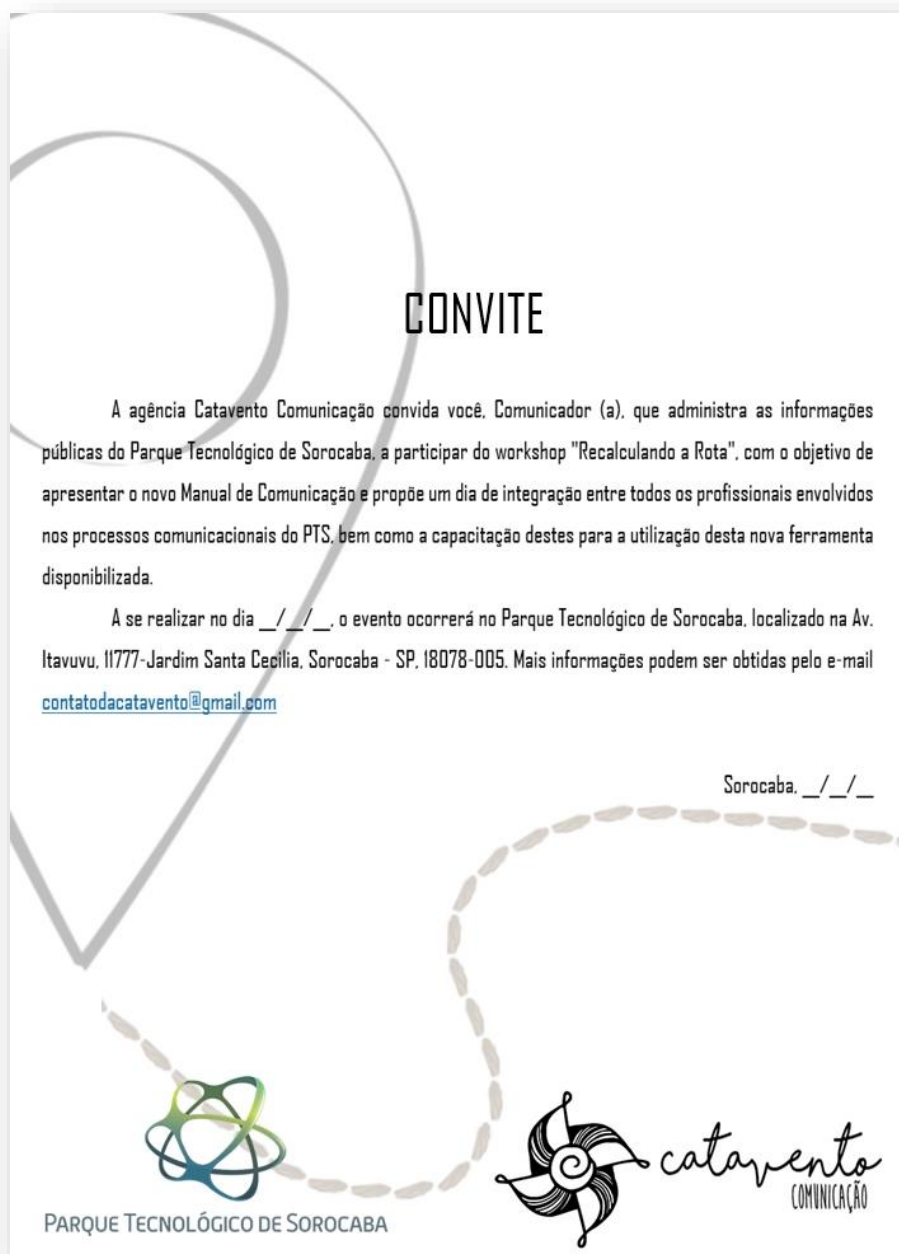 CONVITE
A agência Catavento Comunicação convida você, Comunicador (a), que administra as informações
públicas do Parque Tecnológico de Sorocaba, a participar do workshop "Recalculando a Rota", com o objetivo de
apresentar o novo Manual de Comunicação e propõe um dia de integração entre todos os profissionais envolvidos
nos processos comunicacionais do PTS, bem como a capacitação destes para a utilização desta nova ferramenta
disponibilizada.
A se realizar no dia __/__/__, o evento ocorrerá no Parque Tecnológico de Sorocaba, localizado na Av.
Itavuvu, 11777-Jardim Santa Cecilia, Sorocaba - SP, 18078-005. Mais informações podem ser obtidas pelo e-mail
contatodacatavento@gmail.com
Sorocaba, __/__/__
PARQUE TECNOLÓGICO DE SOROCABA
catavento
COMUNICAÇÃO